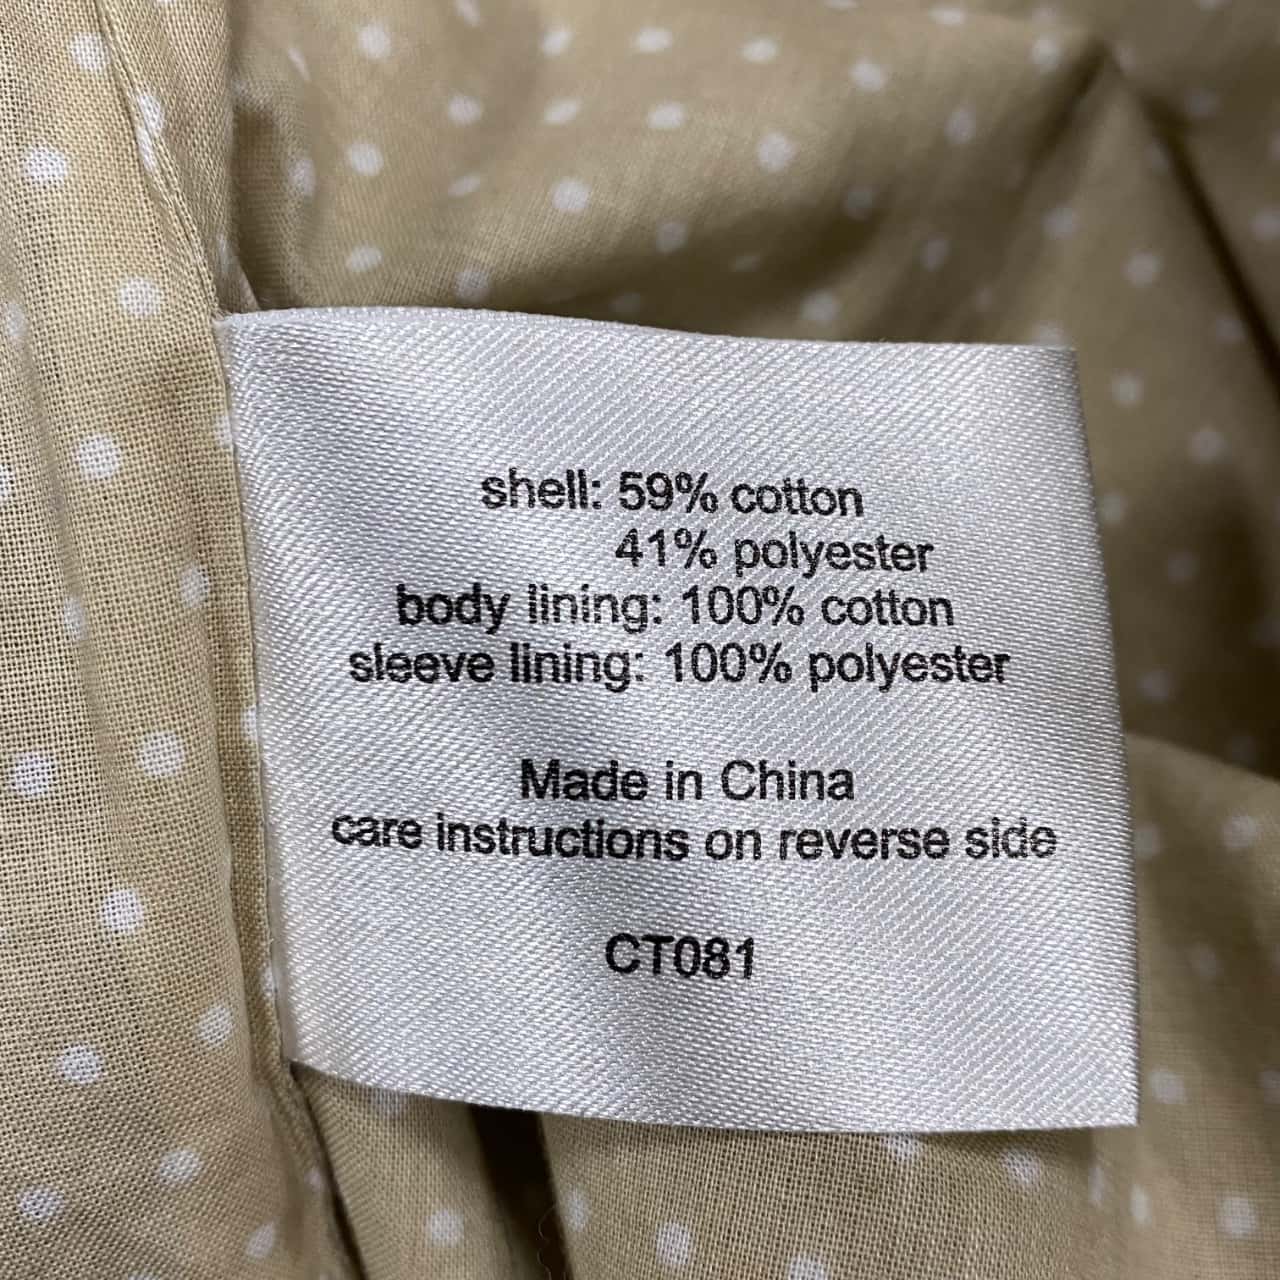 shell: 59% cotton
41% polyester
body lining: 100% cotton
sleeve lining: 100% polyester
Made in China
care instructions on reverse side
CT081